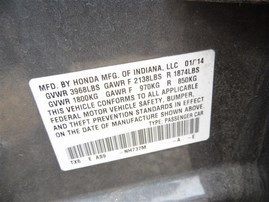 MFD. BY HONDA MFG. OF INDIANA, LLC 01/14
GVWR 3968LBS GAWR F 2138LBS R 1874LBS
GVWR 1800KG GAWR F 970KG R 850KG
THIS VEHICLE CONFORMS TO ALL APPLICABLE
FEDERAL MOTOR VEHICLE SAFETY, BUMPER,
AND THEFT PREVENTION STANDARDS IN EFFECT
ON THE DATE OF MANUFACTURE SHOWN ABOVE.
TYPE: PASSENGER CAR
E A99 -NH737M -A -C